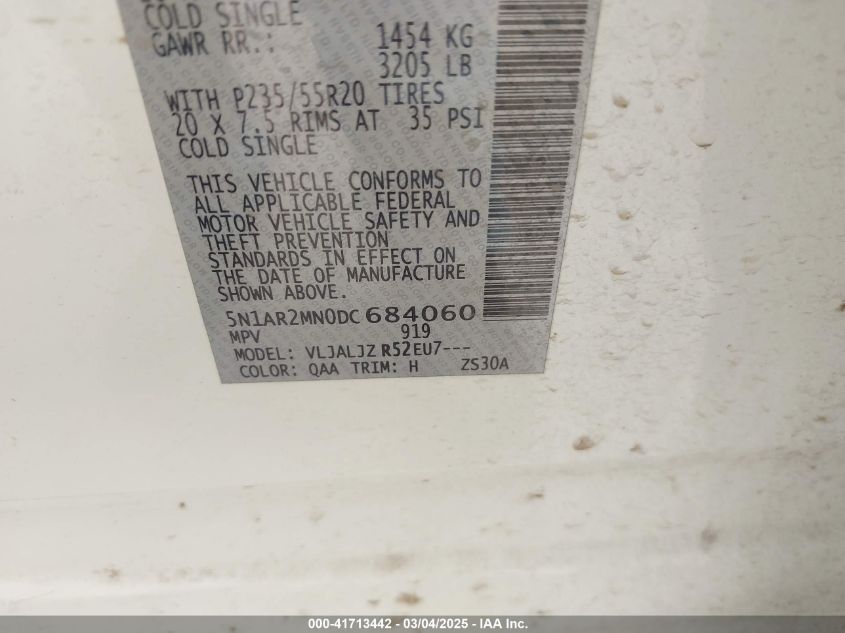 COLD SINGLE
GAWR RR.: 1454 KG
3205 LB
WITH P235/55R20 TIRES
20 X 7.5 RIMS AT 35 PSI
COLD SINGLE
THIS VEHICLE CONFORMS TO
ALL APPLICABLE FEDERAL
MOTOR VEHICLE SAFETY AND
THEFT PREVENTION
STANDARDS IN EFFECT ON
THE DATE OF MANUFACTURE
SHOWN ABOVE.
5N1AR2MN0DC684060
MPV 919
MODEL: VLJALJZ R52EU7---
COLOR: QAA TRIM: H ZS30A
000-41713442 - 03/04/2025 - IAA Inc.